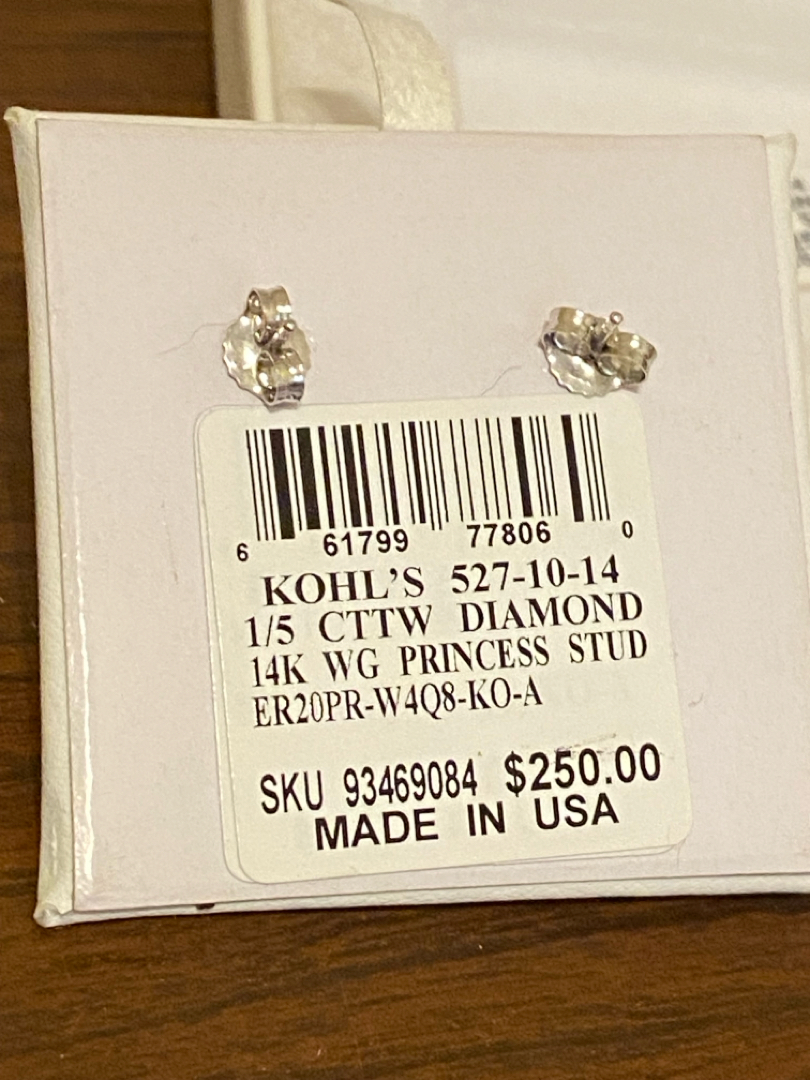 6 61799 77806 0
KOHL'S 527-10-14
1/5 CTTW DIAMOND
14K WG PRINCESS STUD
ER20PR-W4Q8-KO-A
SKU 93469084 $250.00
MADE IN USA